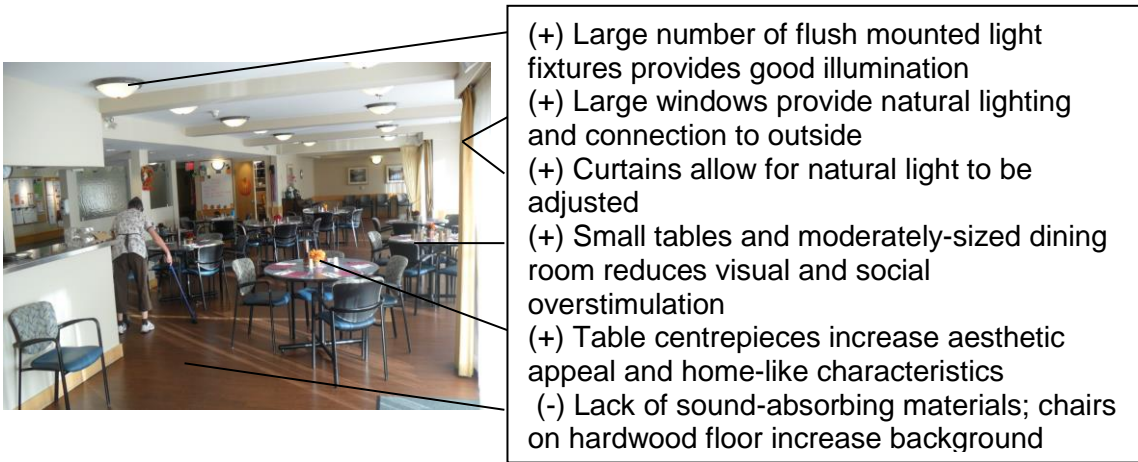 (+) Large number of flush mounted light
fixtures provides good illumination
(+) Large windows provide natural lighting
and connection to outside
(+) Curtains allow for natural light to be
adjusted
(+) Small tables and moderately-sized dining
room reduces visual and social
overstimulation
(+) Table centrepieces increase aesthetic
appeal and home-like characteristics
(-) Lack of sound-absorbing materials; chairs
on hardwood floor increase background